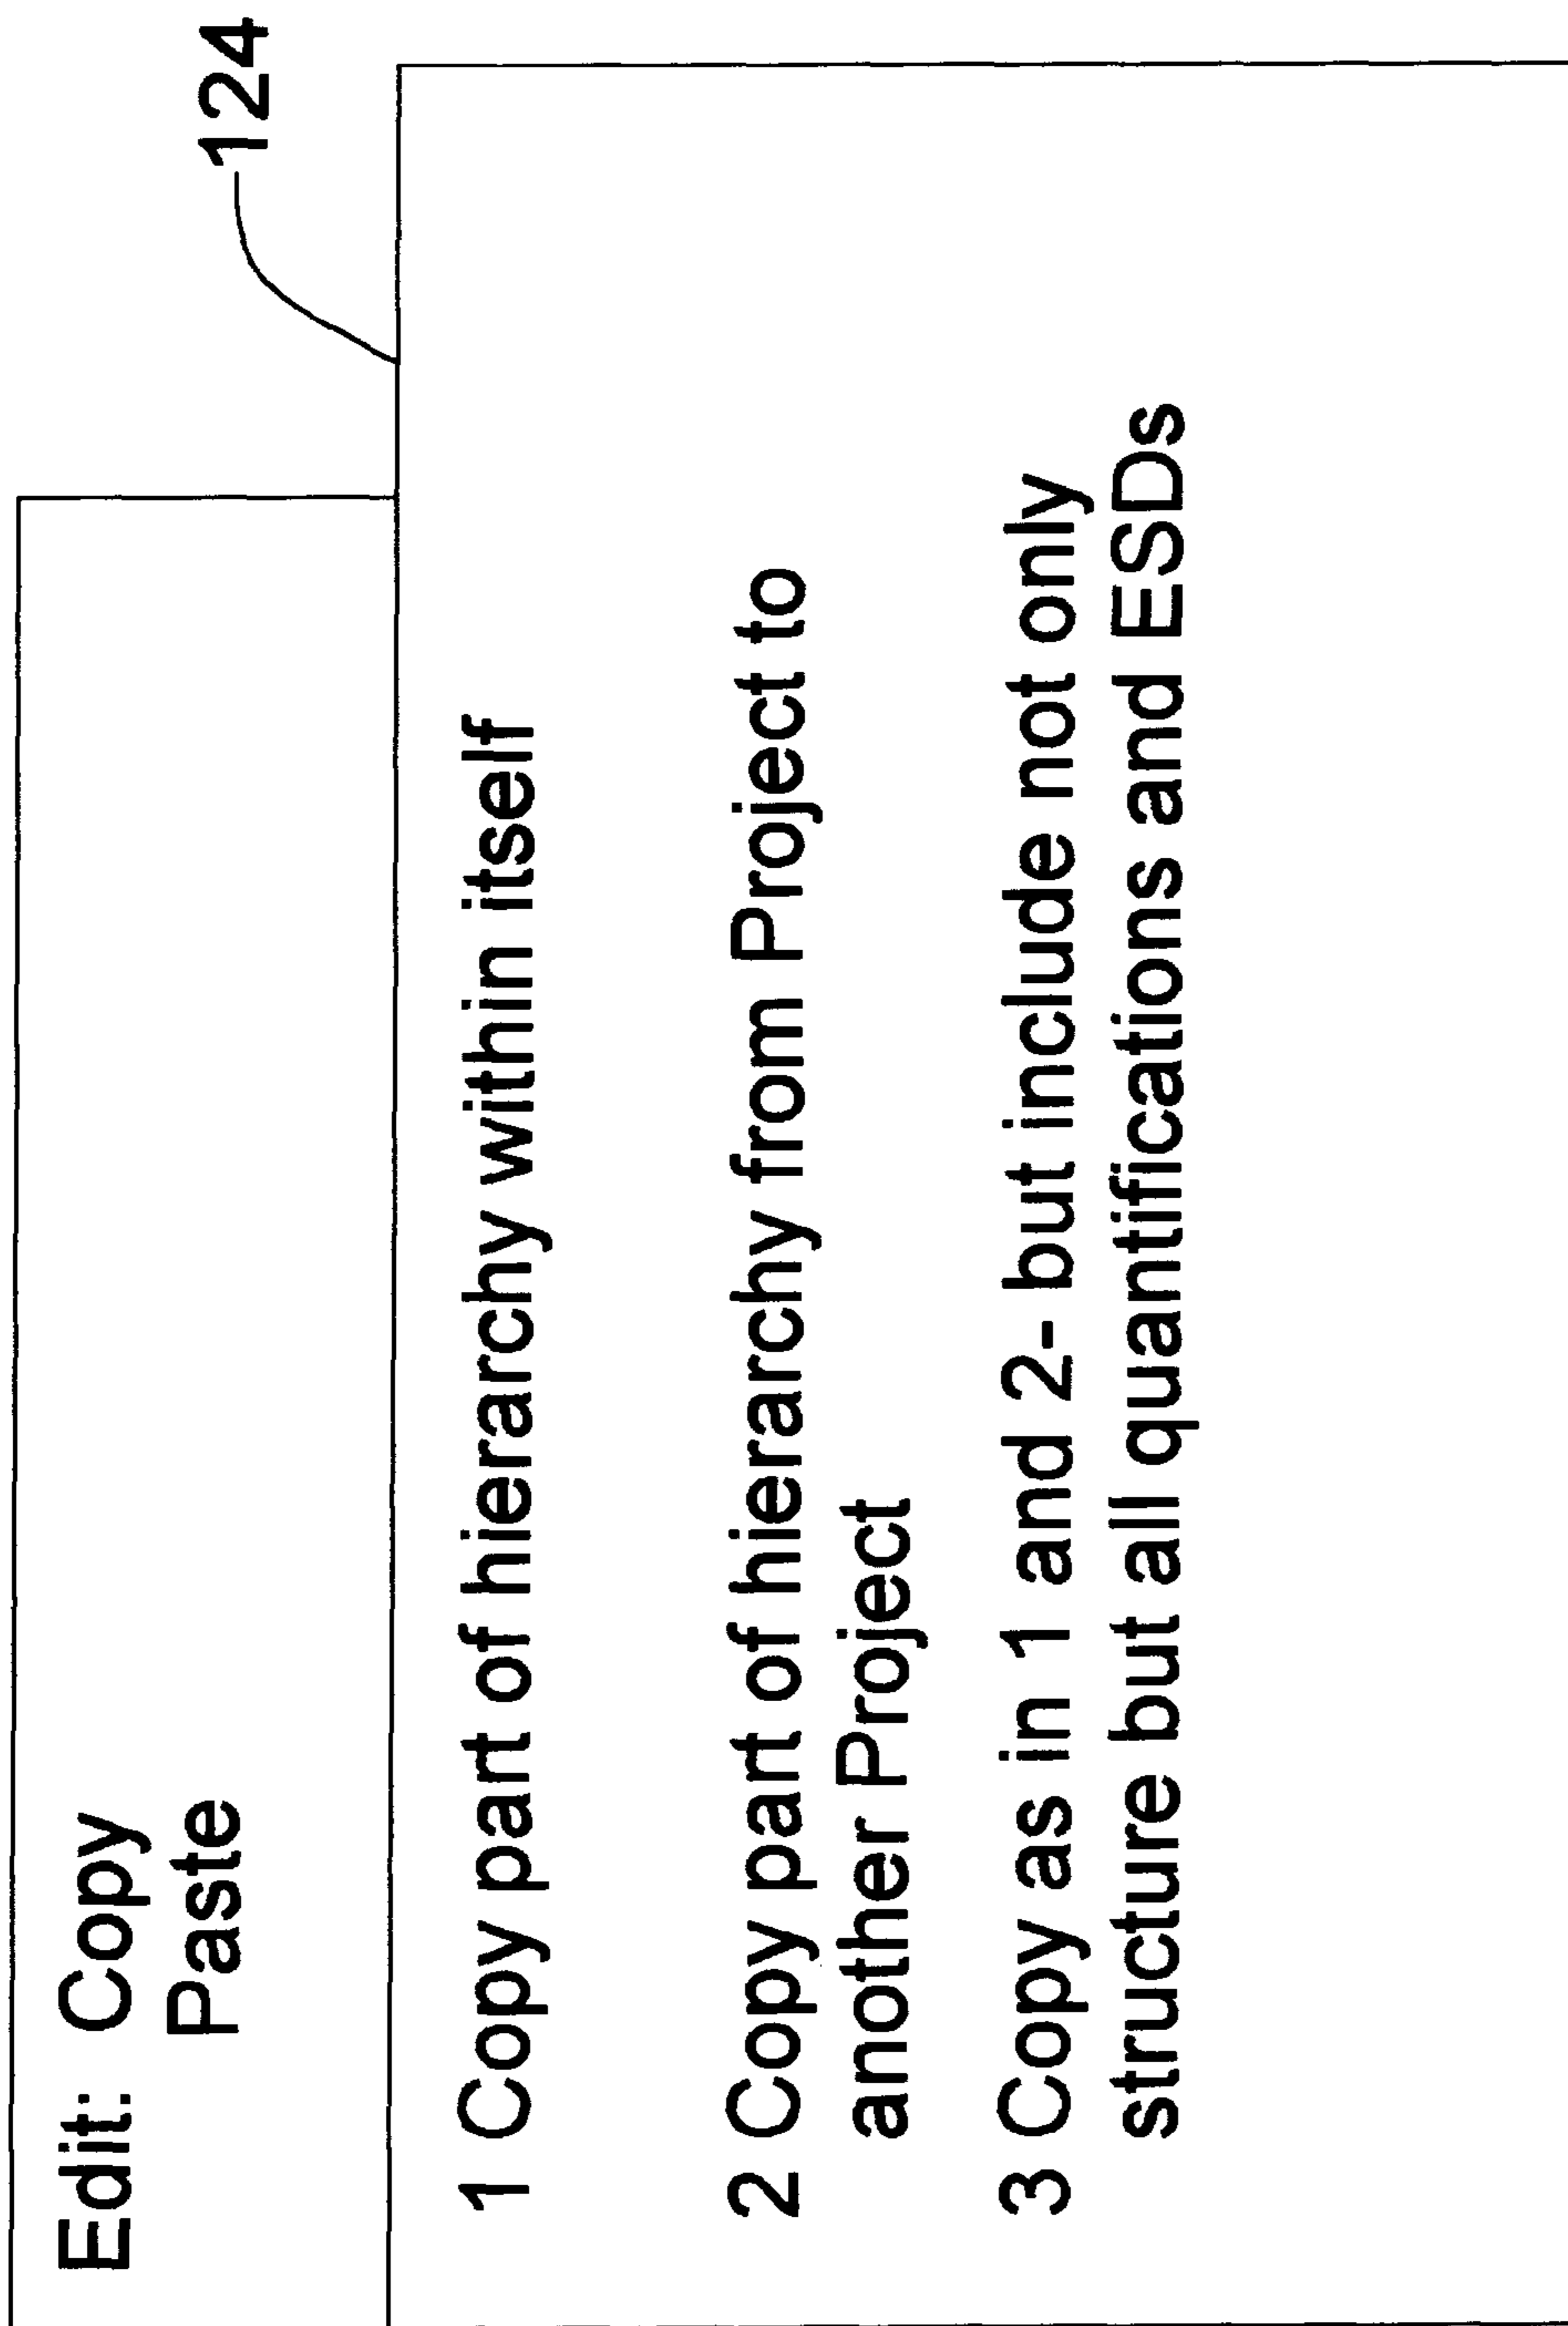 124
Edit: Copy
Paste
1 Copy part of hierarchy within itself
2 Copy part of hierarchy from Project to
another Project
3 Copy as in 1 and 2- but include not only
structure but all quantifications and ESDs